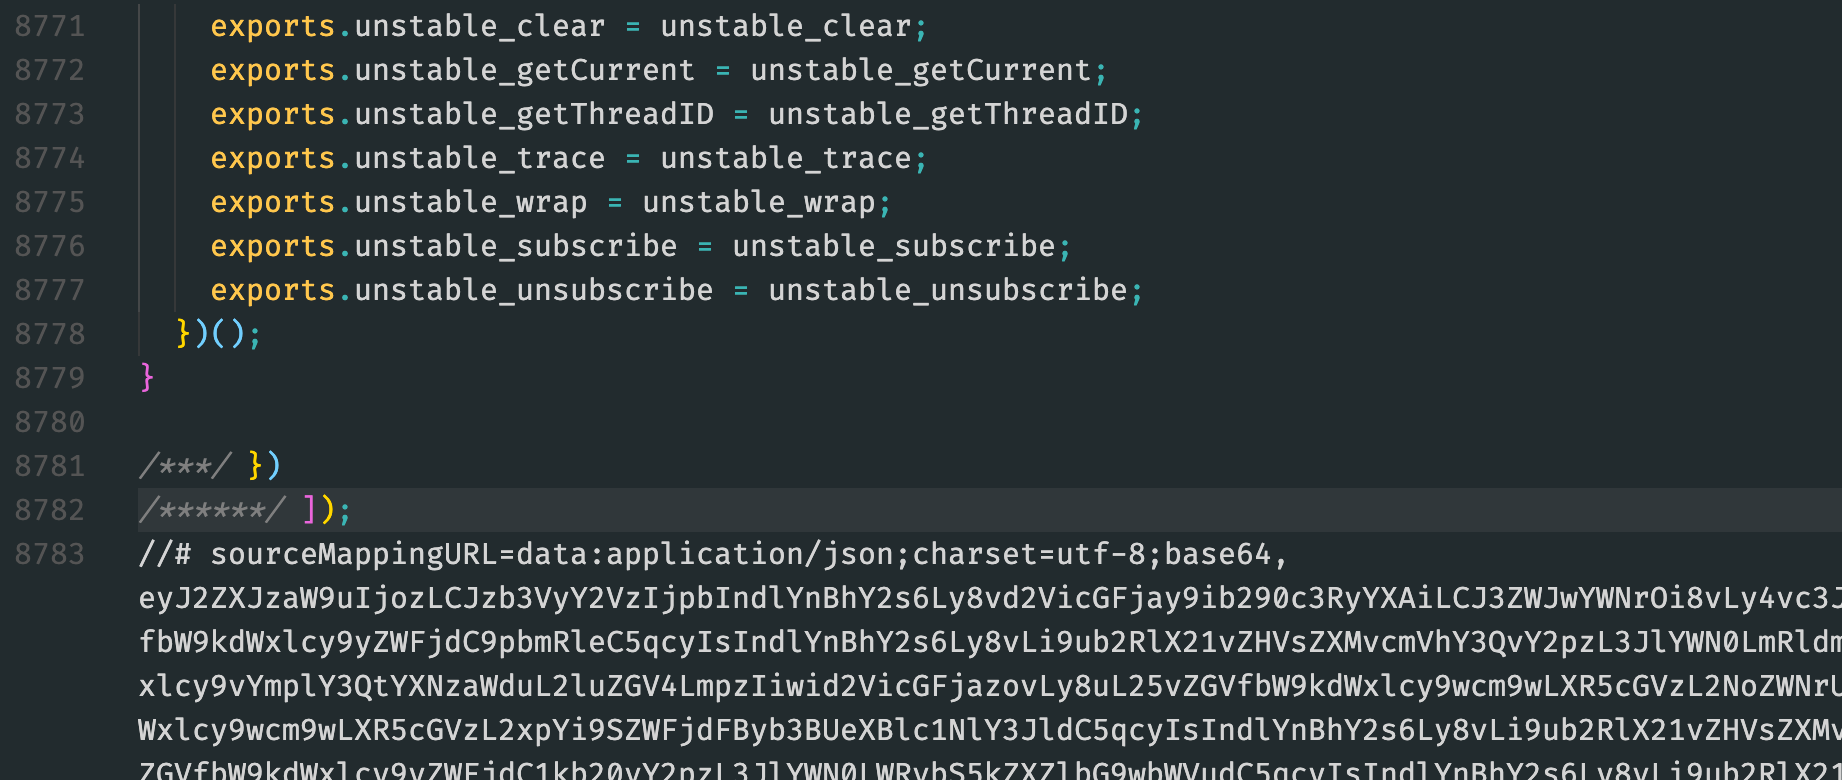 8771 exports.unstable_clear = unstable_clear;
8772 exports.unstable_getCurrent = unstable_getCurrent;
8773 exports.unstable_getThreadID = unstable_getThreadID;
8774 exports.unstable_trace = unstable_trace;
8775 exports.unstable_wrap = unstable_wrap;
8776 exports.unstable_subscribe = unstable_subscribe;
8777 exports.unstable_unsubscribe = unstable_unsubscribe;
8778 })();
8779 }
8780
8781 /***/ })
8782 /******/ ]);
8783 //# sourceMappingURL=data:application/json;charset=utf-8;base64,
eyJ2ZXJzaW9uIjozLCJzb3VyY2VzIjpbIndlYnBhY2s6Ly8vd2VicGFjay9ib290c3RyYXAiLCJ3ZWJwYWNrOi8vLy4vc3J
fbW9kdWxlcy9yZWFjdC9pbmRleC5qcyIsIndlYnBhY2s6Ly8vLi9ub2RlX21vZHVsZXMvcmVhY3QvY2pzL3JlYWN0LmRldm
xlcy9vYmplY3QtYXNzaWduL2luZGV4LmpzIiwid2VicGFjazovLy8uL25vZGVfbW9kdWxlcy9wcm9wLXR5cGVzL2NoZWNrU
Wxlcy9wcm9wLXR5cGVzL2xpYi9SZWFjdFByb3BUeXBlc1NlY3JldC5qcyIsIndlYnBhY2s6Ly8vLi9ub2RlX21vZHVsZXMv
ZGVfbW9kdWxlcy9yZWFjdC1kb20vY2pzL3JlYWN0LWRvbS5kZXZlbG9wbWVudC5qcyIsIndlYnBhY2s6Ly8vLi9ub2RlX21